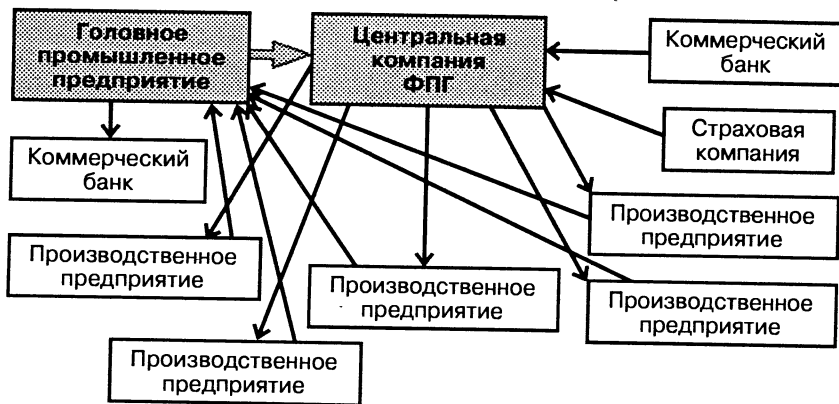 Головное
промышленное
предприятие
Центральная
компания
ФПГ
Коммерческий
банк
Коммерческий
банк
Страховая
компания
Производственное
предприятие
Производственное
предприятие
Производственное
предприятие
Производственное
предприятие
Производственное
предприятие